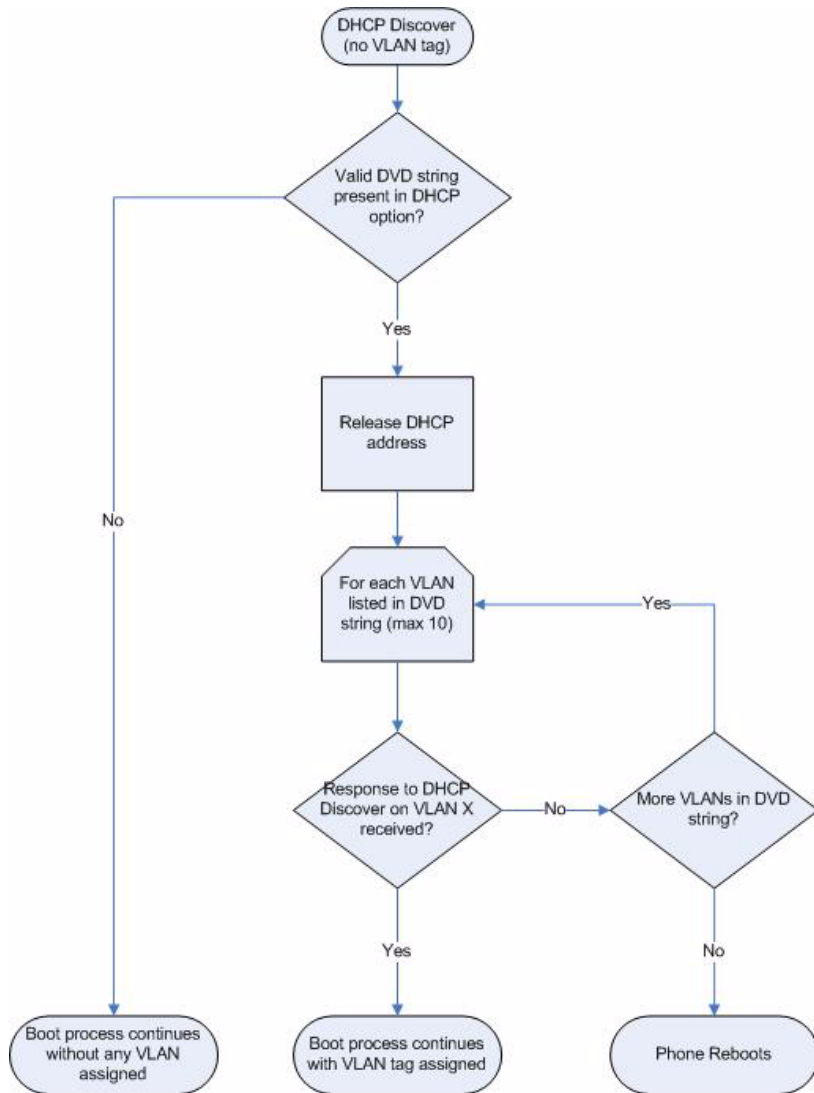 DHCP Discover
(no VLAN tag)
Valid DVD string
present in DHCP
option?
Yes
Release DHCP
address
No
For each VLAN
listed in DVD
string (max 10)
Yes
Response to DHCP
Discover on VLAN X
received?
No
More VLANs in DVD
string?
Yes
No
Boot process continues
without any VLAN
assigned
Boot process continues
with VLAN tag assigned
Phone Reboots